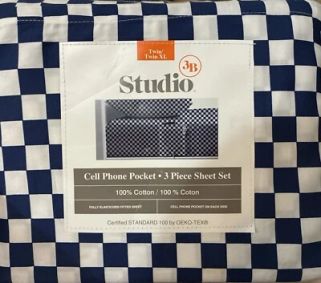 Twin/
Twin XL
3B
Studio
Cell Phone Pocket • 3 Piece Sheet Set
100% Cotton / 100 % Coton
FULLY ELASTICIZED FITTED SHEET
CELL PHONE POCKET ON EACH SIDE
Certified STANDARD 100 by OEKO-TEX®